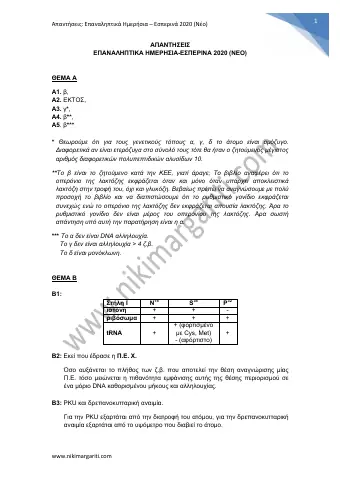 Απαντήσεις: Επαναληπτικά Ημερήσια – Εσπερινά 2020 (Νέο)
1
ΑΠΑΝΤΗΣΕΙΣ
ΕΠΑΝΑΛΗΠΤΙΚΑ ΗΜΕΡΗΣΙΑ-ΕΣΠΕΡΙΝΑ 2020 (ΝΕΟ)
ΘΕΜΑ Α
Α1. β,
Α2. ΕΚΤΟΣ,
Α3. γ*,
Α4. β**,
Α5. β***
* Θεωρούμε ότι για τους γενετικούς τόπους α, γ, δ το άτομο είναι ομόζυγο.
Διαφορετικά αν είναι ετερόζυγο στο σύνολό τους τότε θα ήταν ο ζητούμενος μέγιστος
αριθμός διαφορετικών πολυπεπτιδικών αλυσίδων 10.
**Το β είναι το ζητούμενο κατά την ΚΕΕ, γιατί άραγε; Το βιβλίο αναφέρει ότι το
οπερόνιο της λακτόζης εκφράζεται όταν και μόνο όταν υπάρχει αποκλειστικά
λακτόζη στην τροφή του, όχι και γλυκόζη. Βεβαίως πρέπει να αναγνώσουμε με πολύ
προσοχή το βιβλίο και να διαπιστώσουμε ότι το ρυθμιστικό γονίδιο εκφράζεται
συνεχώς ενώ το οπερόνιο της λακτόζης δεν εκφράζεται απουσία λακτόζης. Άρα το
ρυθμιστικό γονίδιο δεν είναι μέρος του οπερονίου της λακτόζης. Άρα σωστή
απάντηση υπό αυτή την παρατήρηση είναι η α.
*** Το α δεν είναι DNA αλληλουχία.
Το γ δεν είναι αλληλουχία > 4 ζ.β.
Το δ είναι μονόκλωνη.
ΘΕΜΑ Β
Β1:
Στήλη Ι N15 S35 P32
ιστόνη + + -
ριβόσωμα + + +
tRNA + + (φορτισμένο με Cys, Met) - (αφόρτιστο) +
Β2: Εκεί που έδρασε η Π.Ε. Χ.
Όσο αυξάνεται το πλήθος των ζ.β. που αποτελεί την θέση αναγνώρισης μίας
Π.Ε. τόσο μειώνεται η πιθανότητα εμφάνισης αυτής της θέσης περιορισμού σε
ένα μόριο DNA καθορισμένου μήκους και αλληλουχίας.
Β3: PKU και δρεπανοκυτταρική αναιμία.
Για την PKU εξαρτάται από την διατροφή του ατόμου, για την δρεπανοκυτταρική
αναιμία εξαρτάται από το υψόμετρο που διαβιεί το άτομο.
www.nikimargariti.com
www.nikimargariti.com